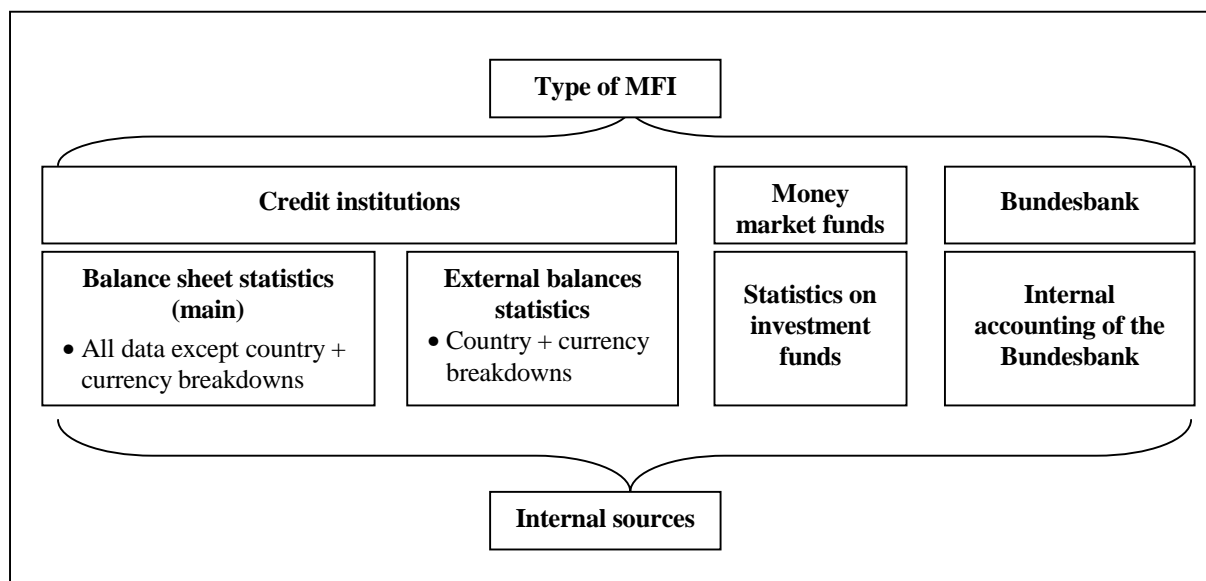 Type of MFI
Credit institutions
Money
market funds
Bundesbank
Balance sheet statistics
(main)
• All data except country +
currency breakdowns
External balances
statistics
• Country + currency
breakdowns
Statistics on
investment
funds
Internal
accounting of the
Bundesbank
Internal sources